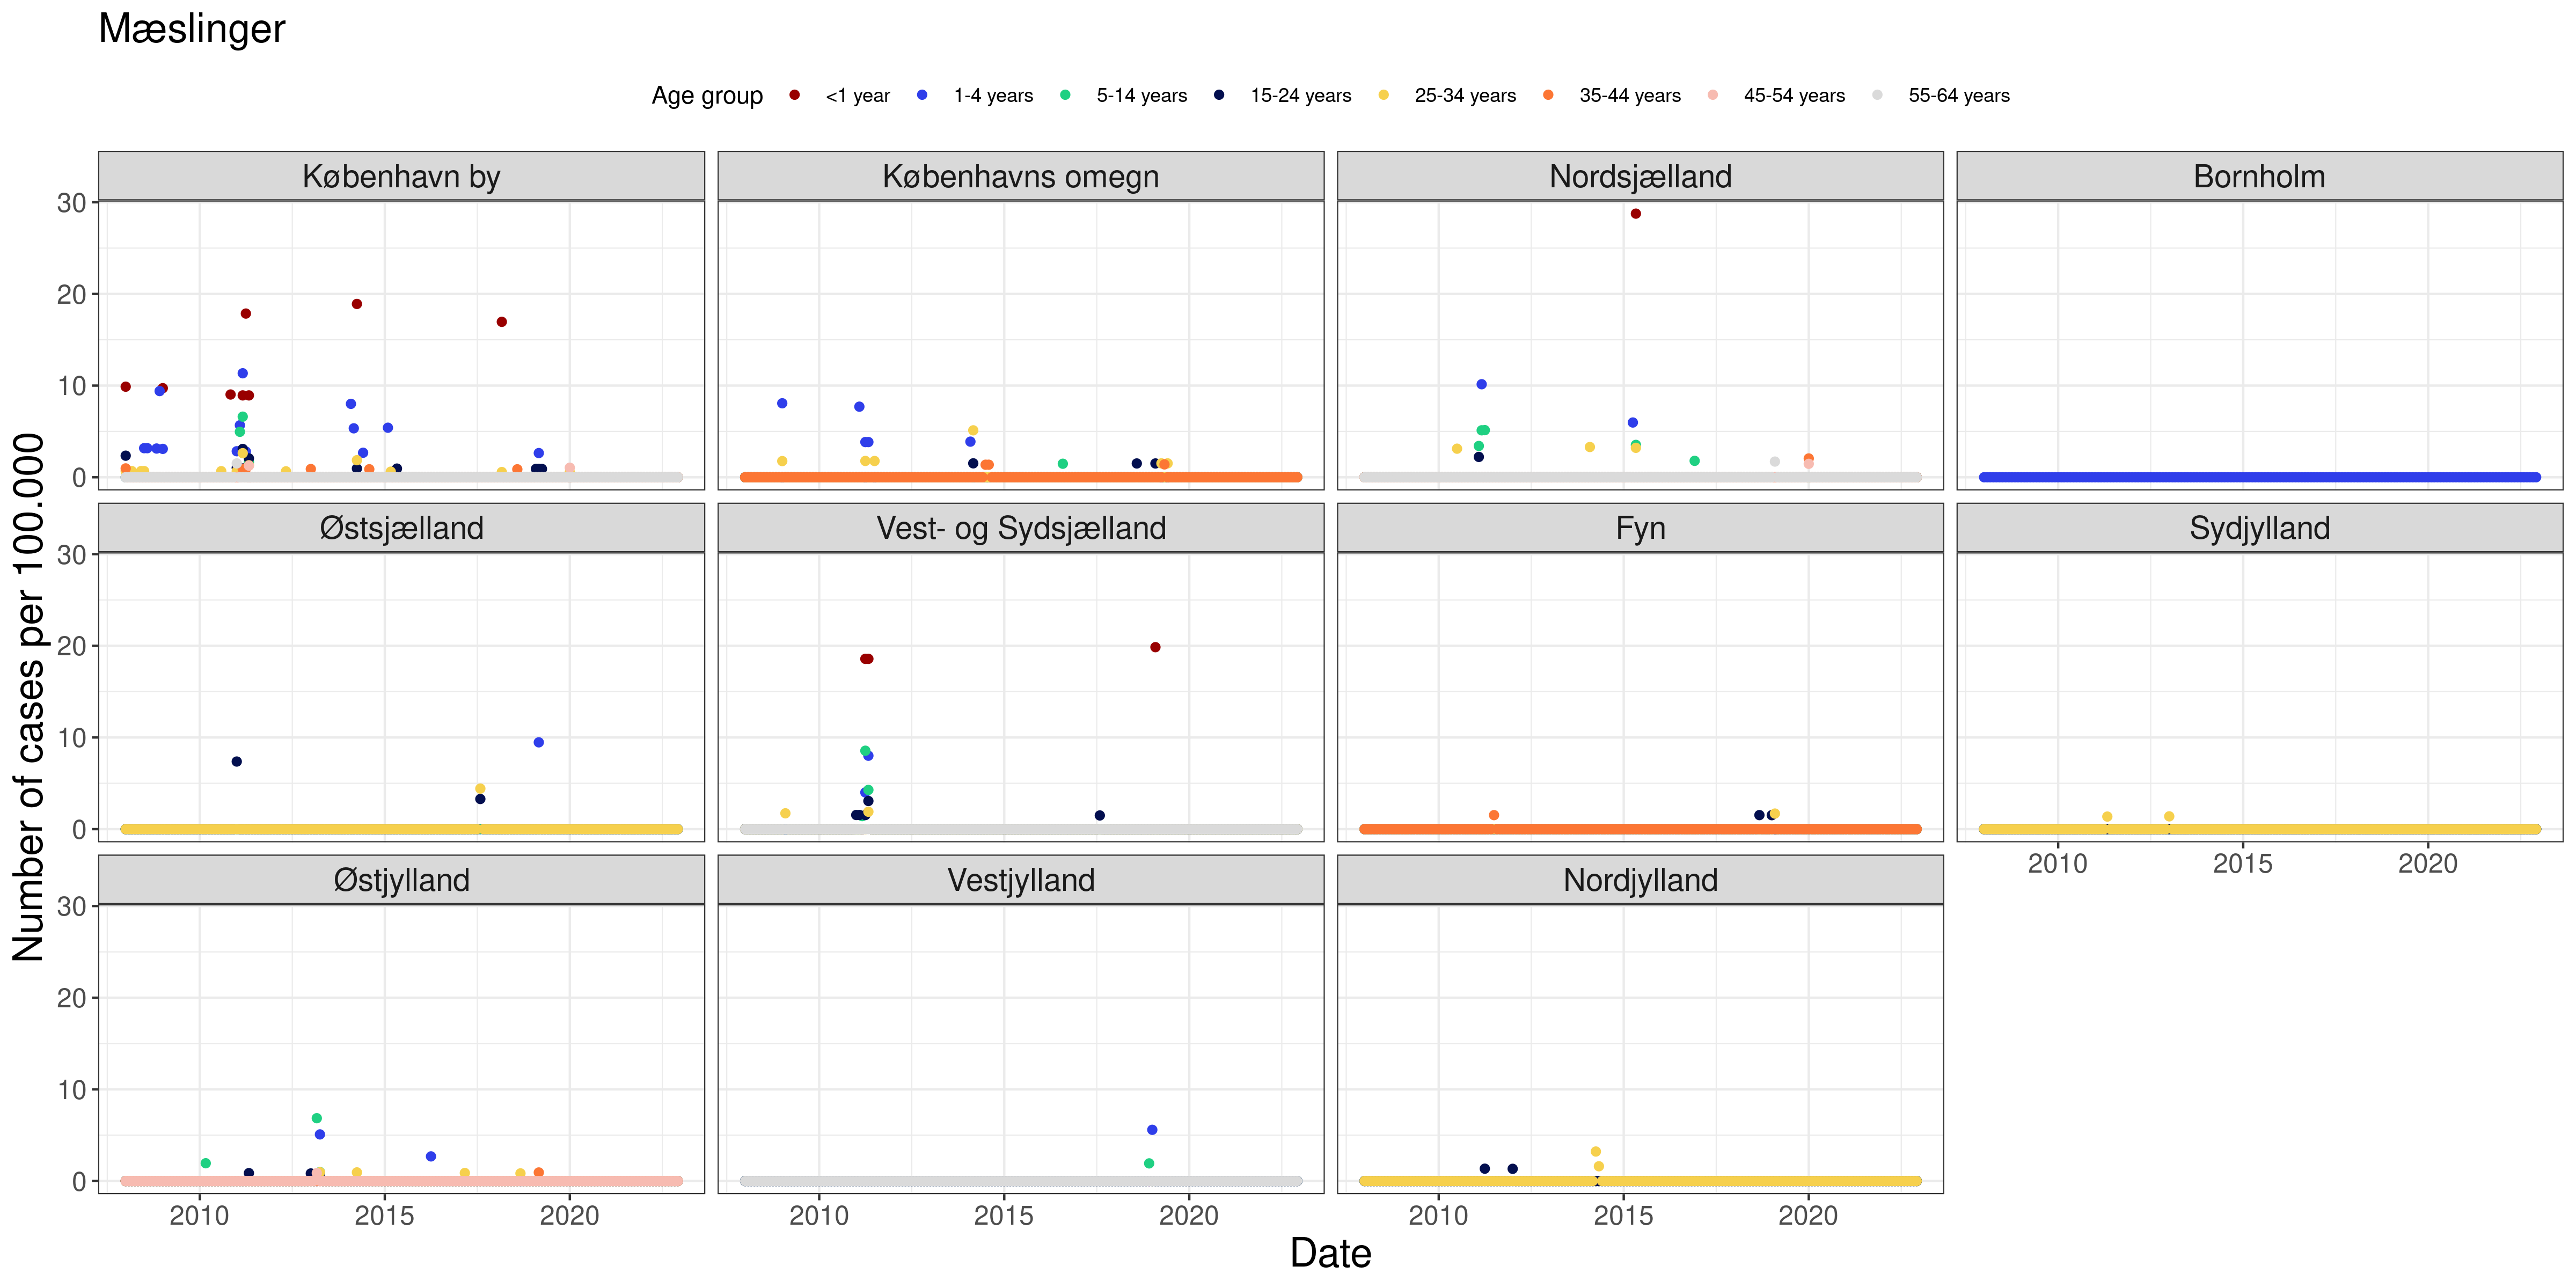 Mæslinger
Age group <1 year 1-4 years 5-14 years 15-24 years 25-34 years 35-44 years 45-54 years 55-64 years
København by Københavns omegn Nordsjælland Bornholm
30
20
10
0
Østsjælland Vest- og Sydsjælland Fyn Sydjylland
30
20
10
0
2010 2015 2020
Østjylland Vestjylland Nordjylland
30
20
10
0
2010 2015 2020 2010 2015 2020 2010 2015 2020
Date
Number of cases per 100.000